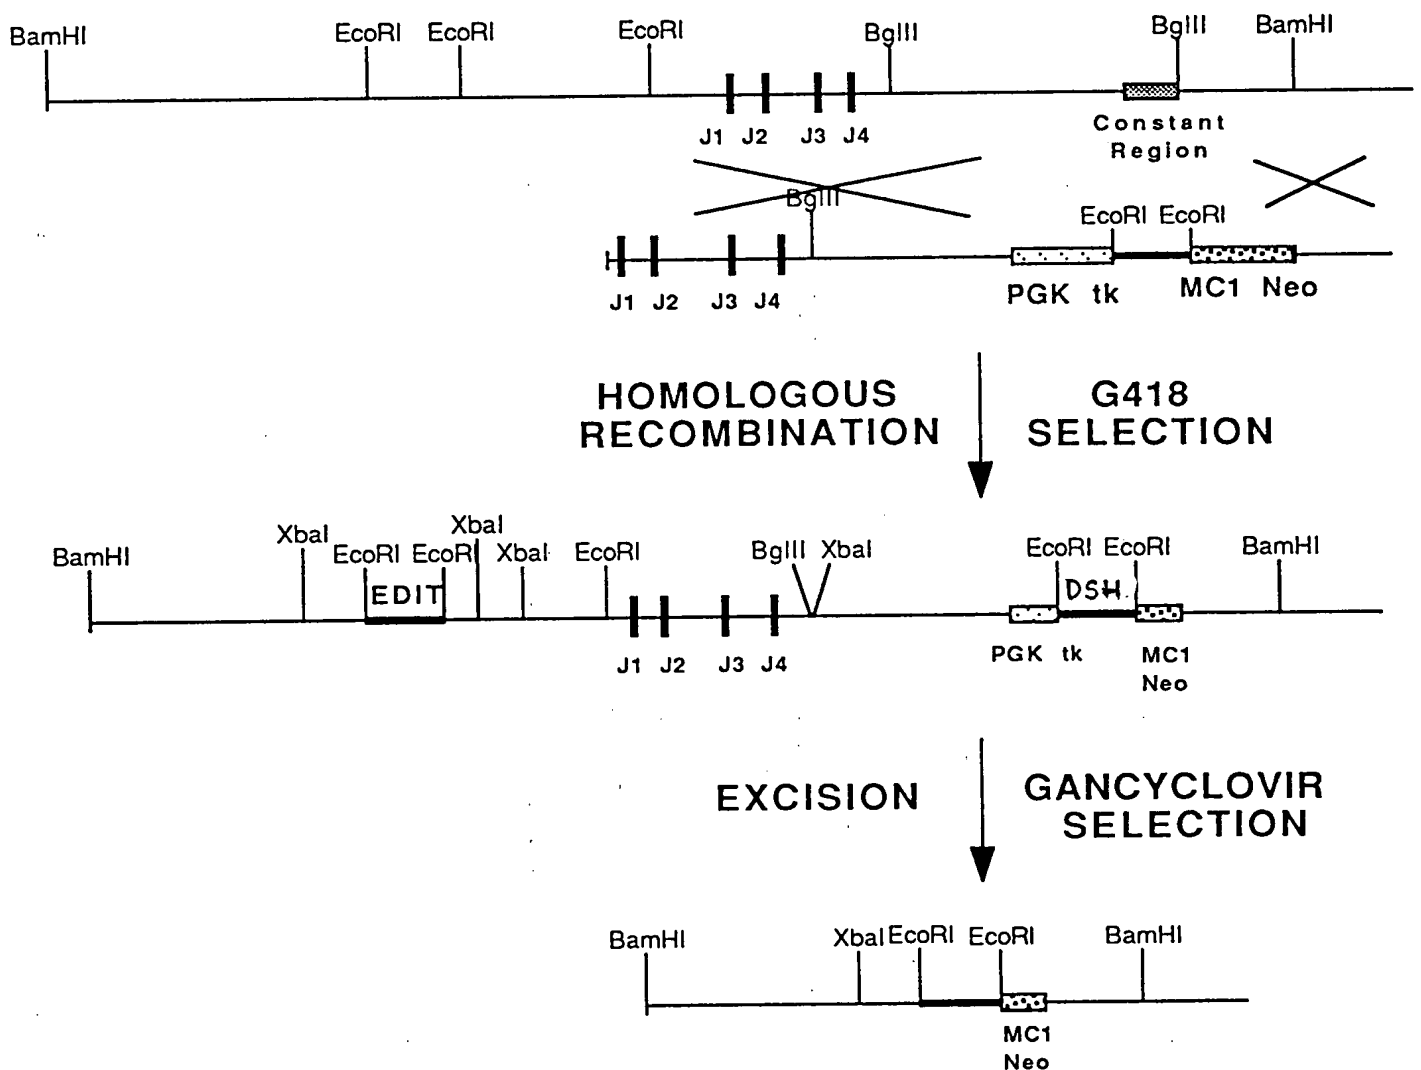 BamHI EcoRI EcoRI EcoRI BglII BglII BamHI
J1 J2 J3 J4
Constant
Region
BglII
EcoRI EcoRI
J1 J2 J3 J4
PGK tk MC1 Neo
HOMOLOGOUS
RECOMBINATION
G418
SELECTION
BamHI XbaI EcoRI EcoRI XbaI XbaI EcoRI BglII XbaI EcoRI EcoRI BamHI
EDIT
DSH
J1 J2 J3 J4
PGK tk
MC1
Neo
EXCISION
GANCYCLOVIR
SELECTION
BamHI XbaI EcoRI EcoRI BamHI
MC1
Neo